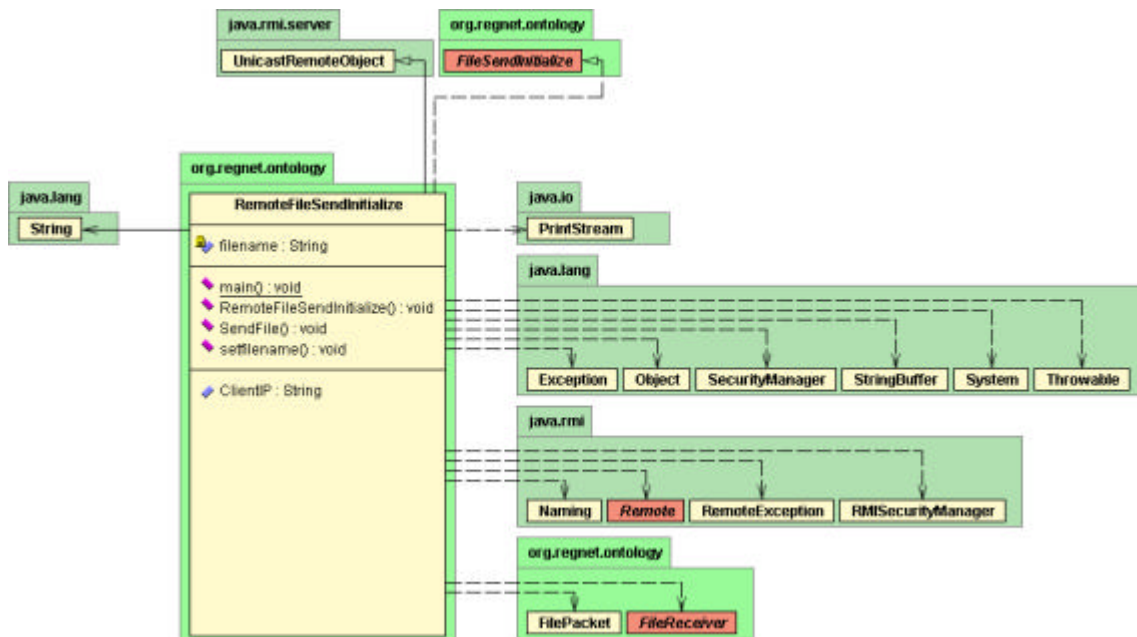 java.rmi.server
org.regnet.ontology
UnicastRemoteObject
FileSendInitialize
org.regnet.ontology
java.lang
String
RemoteFileSendInitialize
filename : String
main() : void
RemoteFileSendInitialize() : void
SendFile() : void
setfilename() : void
ClientIP : String
java.io
PrintStream
java.lang
Exception Object SecurityManager StringBuffer System Throwable
java.rmi
Naming Remote RemoteException RMISecurityManager
org.regnet.ontology
FilePacket FileReceiver